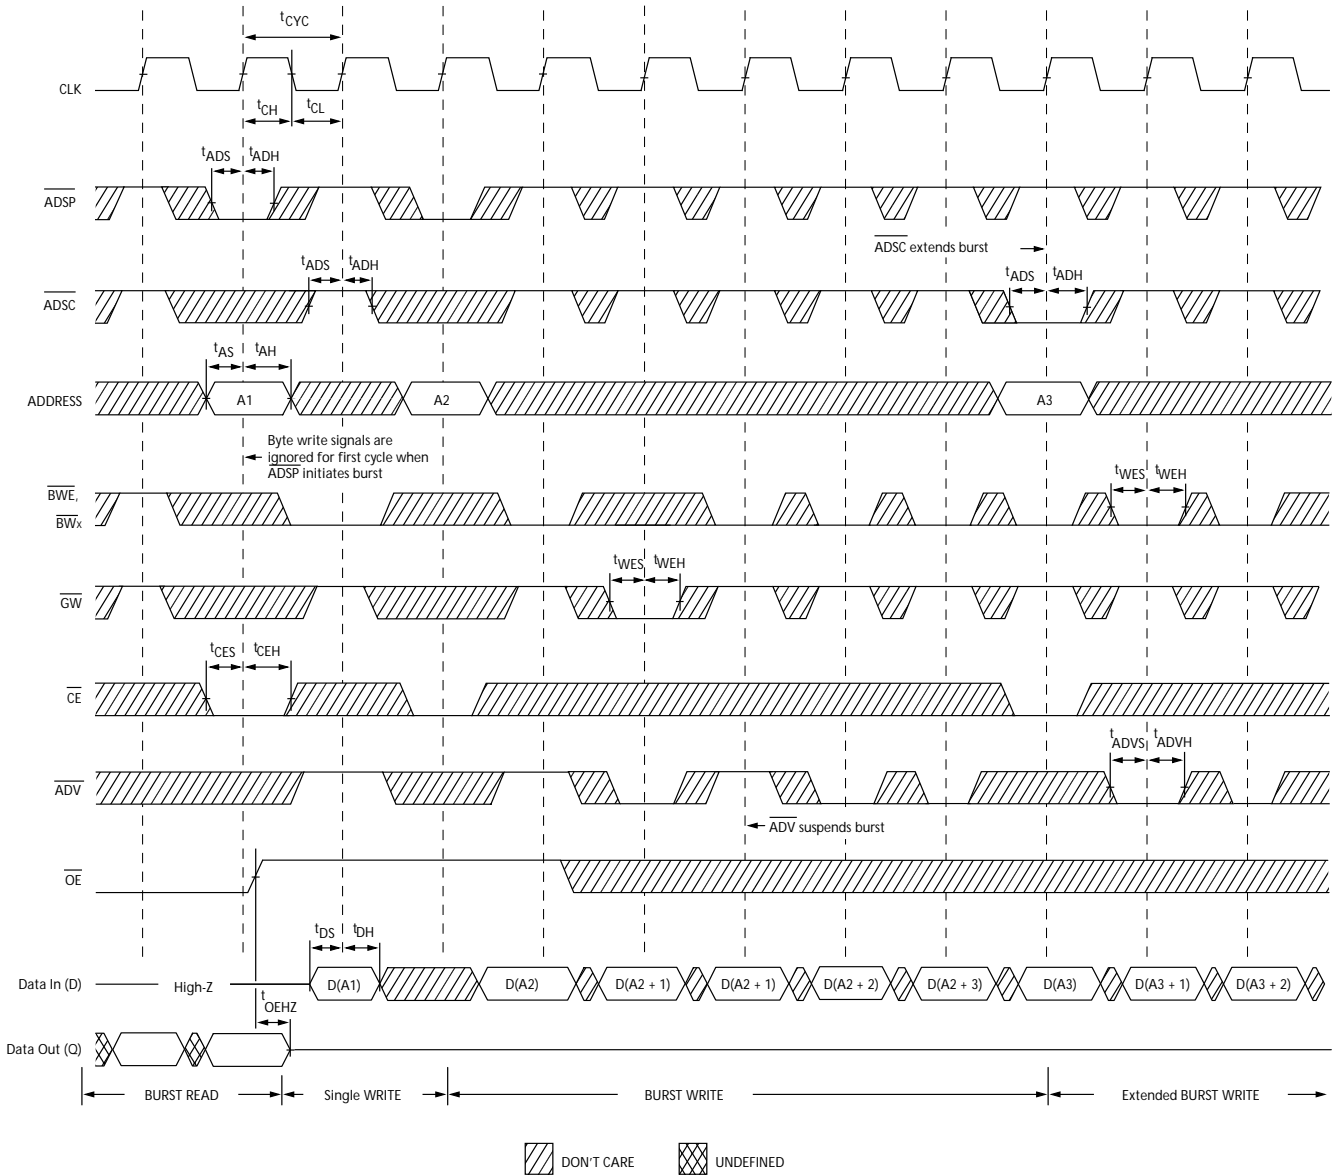 tCYC
CLK
tCH tCL
tADS tADH
ADSP
ADSC extends burst
tADS tADH tADS tADH
ADSC
tAS tAH
ADDRESS A1 A2 A3
Byte write signals are
ignored for first cycle when
ADSP initiates burst
BWE,
BWx
tWES tWEH
tWES tWEH
GW
tCES tCEH
CE
tADVS tADVH
ADV
ADV suspends burst
OE
tDS tDH
Data In (D) High-Z D(A1) D(A2) D(A2 + 1) D(A2 + 1) D(A2 + 2) D(A2 + 3) D(A3) D(A3 + 1) D(A3 + 2)
tOEHZ
Data Out (Q)
BURST READ Single WRITE BURST WRITE Extended BURST WRITE
DON'T CARE UNDEFINED